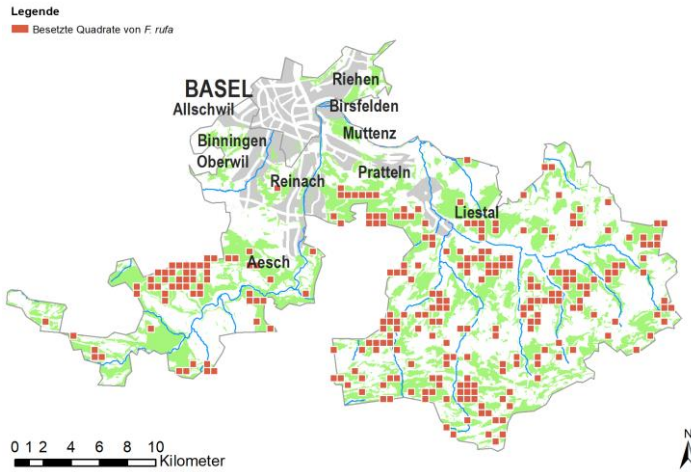 Legende
Besetzte Quadrate von F. rufa
Riehen
BASEL
Allschwil
Birsfelden
Muttenz
Binningen
Oberwil
Pratteln
Reinach
Liestal
Aesch
N
0 1 2 4 6 8 10
Kilometer